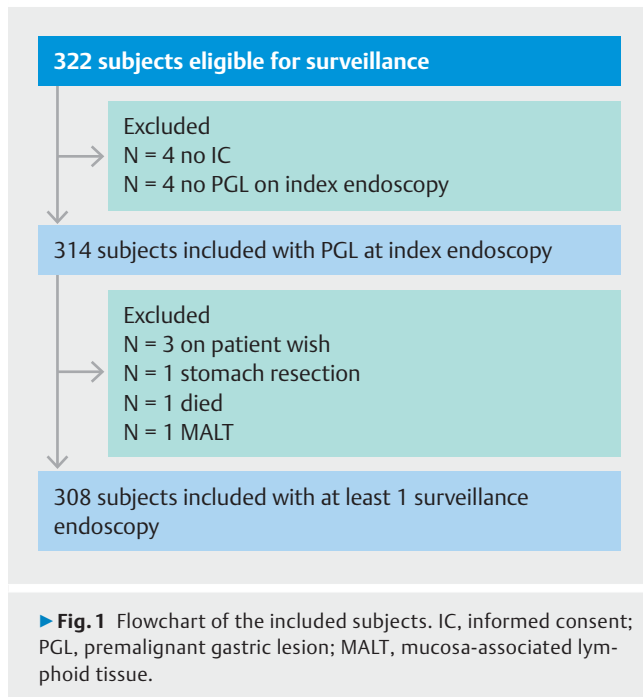 322 subjects eligible for surveillance
Excluded
N = 4 no IC
N = 4 no PGL on index endoscopy
314 subjects included with PGL at index endoscopy
Excluded
N = 3 on patient wish
N = 1 stomach resection
N = 1 died
N = 1 MALT
308 subjects included with at least 1 surveillance
endoscopy
▶ Fig. 1 Flowchart of the included subjects. IC, informed consent;
PGL, premalignant gastric lesion; MALT, mucosa-associated lym-
phoid tissue.